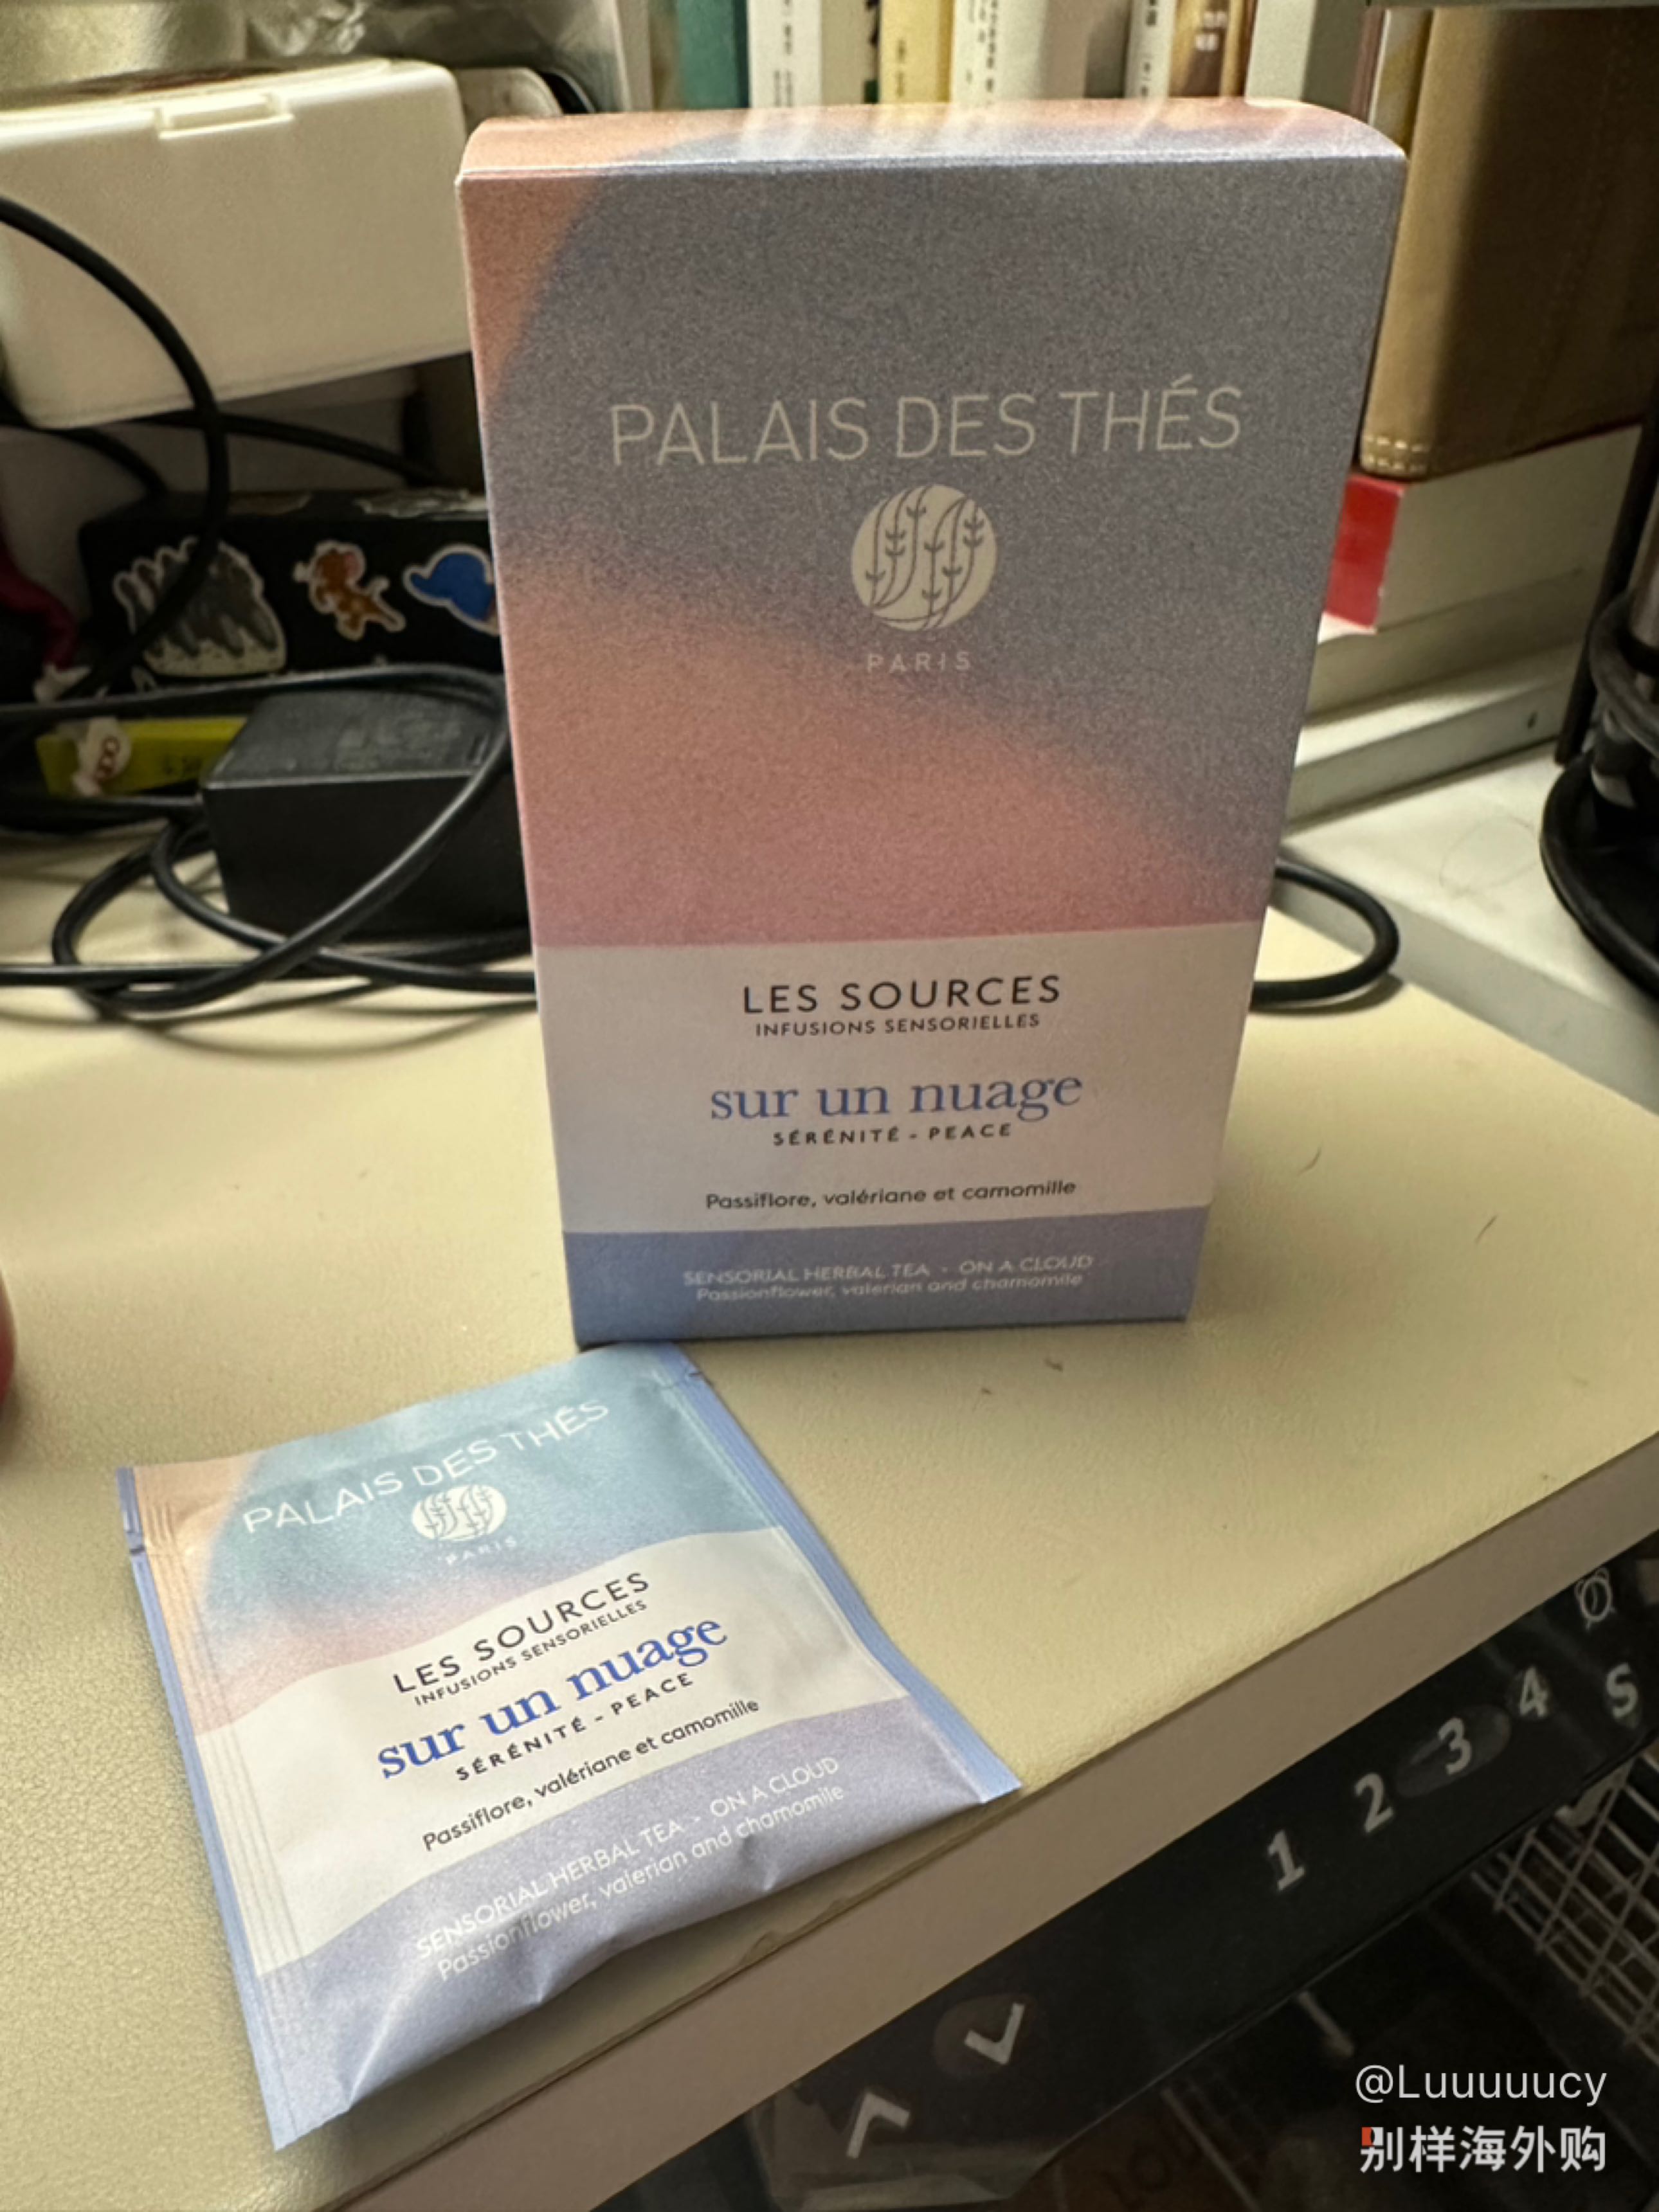 PALAIS DES THÉS
PARIS
LES SOURCES
INFUSIONS SENSORIELLES
sur un nuage
SÉRÉNITÉ - PEACE
Passiflore, valériane et camomille
SENSORIAL HERBAL TEA - ON A CLOUD
Passionflower, valerian and chamomile
PALAIS DES THÉS
PARIS
LES SOURCES
INFUSIONS SENSORIELLES
sur un nuage
SÉRÉNITÉ - PEACE
Passiflore, valériane et camomille
SENSORIAL HERBAL TEA - ON A CLOUD
Passionflower, valerian and chamomile
1 2 3 4 S
@Luuuuuucy
别样海外购